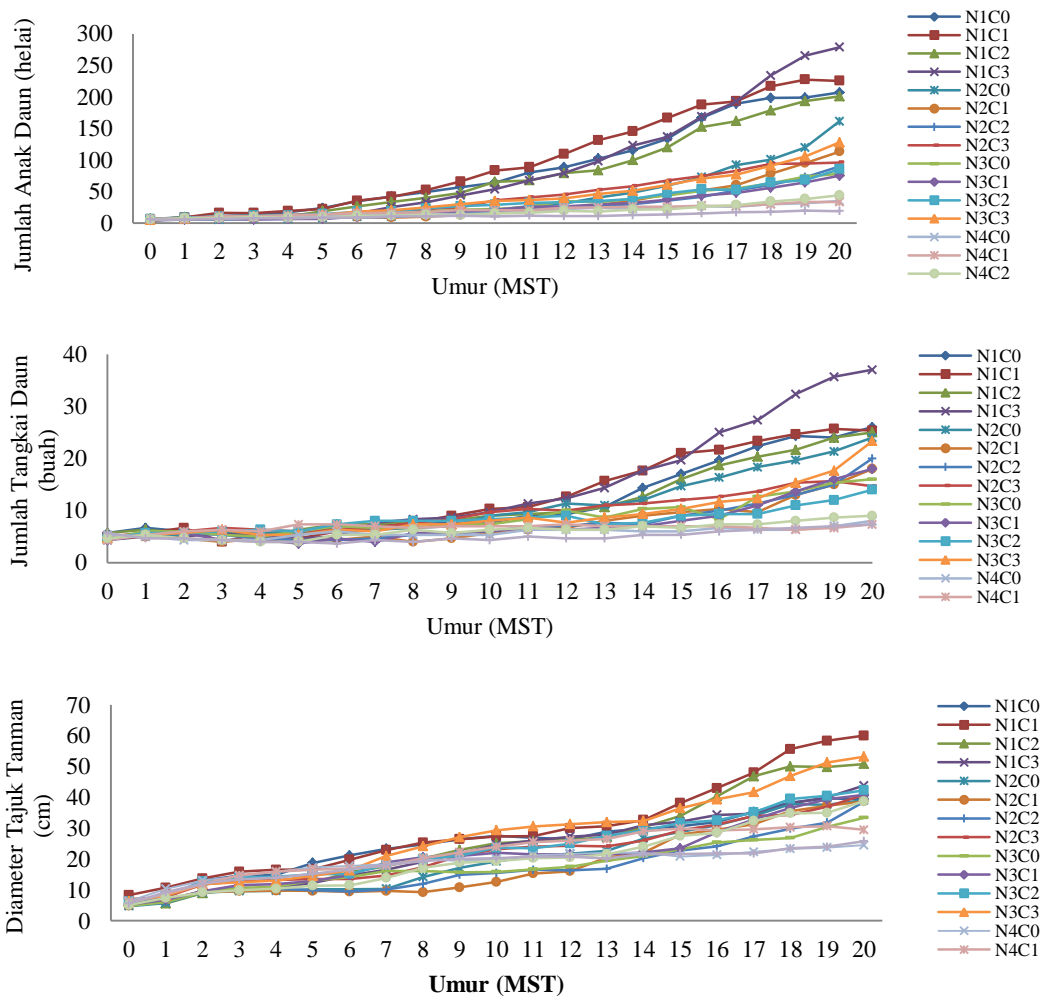 Jumlah Anak Daun (helai)
300
250
200
150
100
50
0
0 1 2 3 4 5 6 7 8 9 10 11 12 13 14 15 16 17 18 19 20
Umur (MST)
N1C0
N1C1
N1C2
N1C3
N2C0
N2C1
N2C2
N2C3
N3C0
N3C1
N3C2
N3C3
N4C0
N4C1
N4C2
Jumlah Tangkai Daun
(buah)
40
30
20
10
0
0 1 2 3 4 5 6 7 8 9 10 11 12 13 14 15 16 17 18 19 20
Umur (MST)
N1C0
N1C1
N1C2
N1C3
N2C0
N2C1
N2C2
N2C3
N3C0
N3C1
N3C2
N3C3
N4C0
N4C1
Diameter Tajuk Tanman
(cm)
70
60
50
40
30
20
10
0
0 1 2 3 4 5 6 7 8 9 10 11 12 13 14 15 16 17 18 19 20
Umur (MST)
N1C0
N1C1
N1C2
N1C3
N2C0
N2C1
N2C2
N2C3
N3C0
N3C1
N3C2
N3C3
N4C0
N4C1